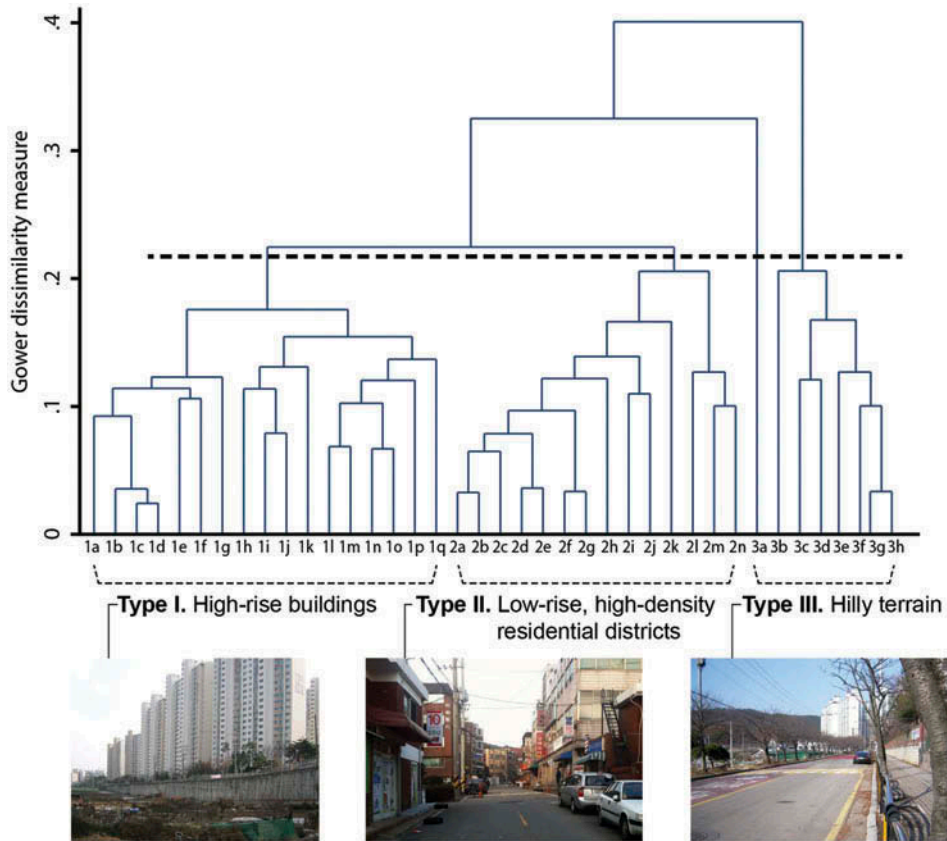 Gower dissimilarity measure
.4
.3
.2
.1
0
1a 1b 1c 1d 1e 1f 1g 1h 1i 1j 1k 1l 1m 1n 1o 1p 1q 2a 2b 2c 2d 2e 2f 2g 2h 2i 2j 2k 2l 2m 2n 3a 3b 3c 3d 3e 3f 3g 3h
Type I. High-rise buildings
Type II. Low-rise, high-density
residential districts
Type III. Hilly terrain
10